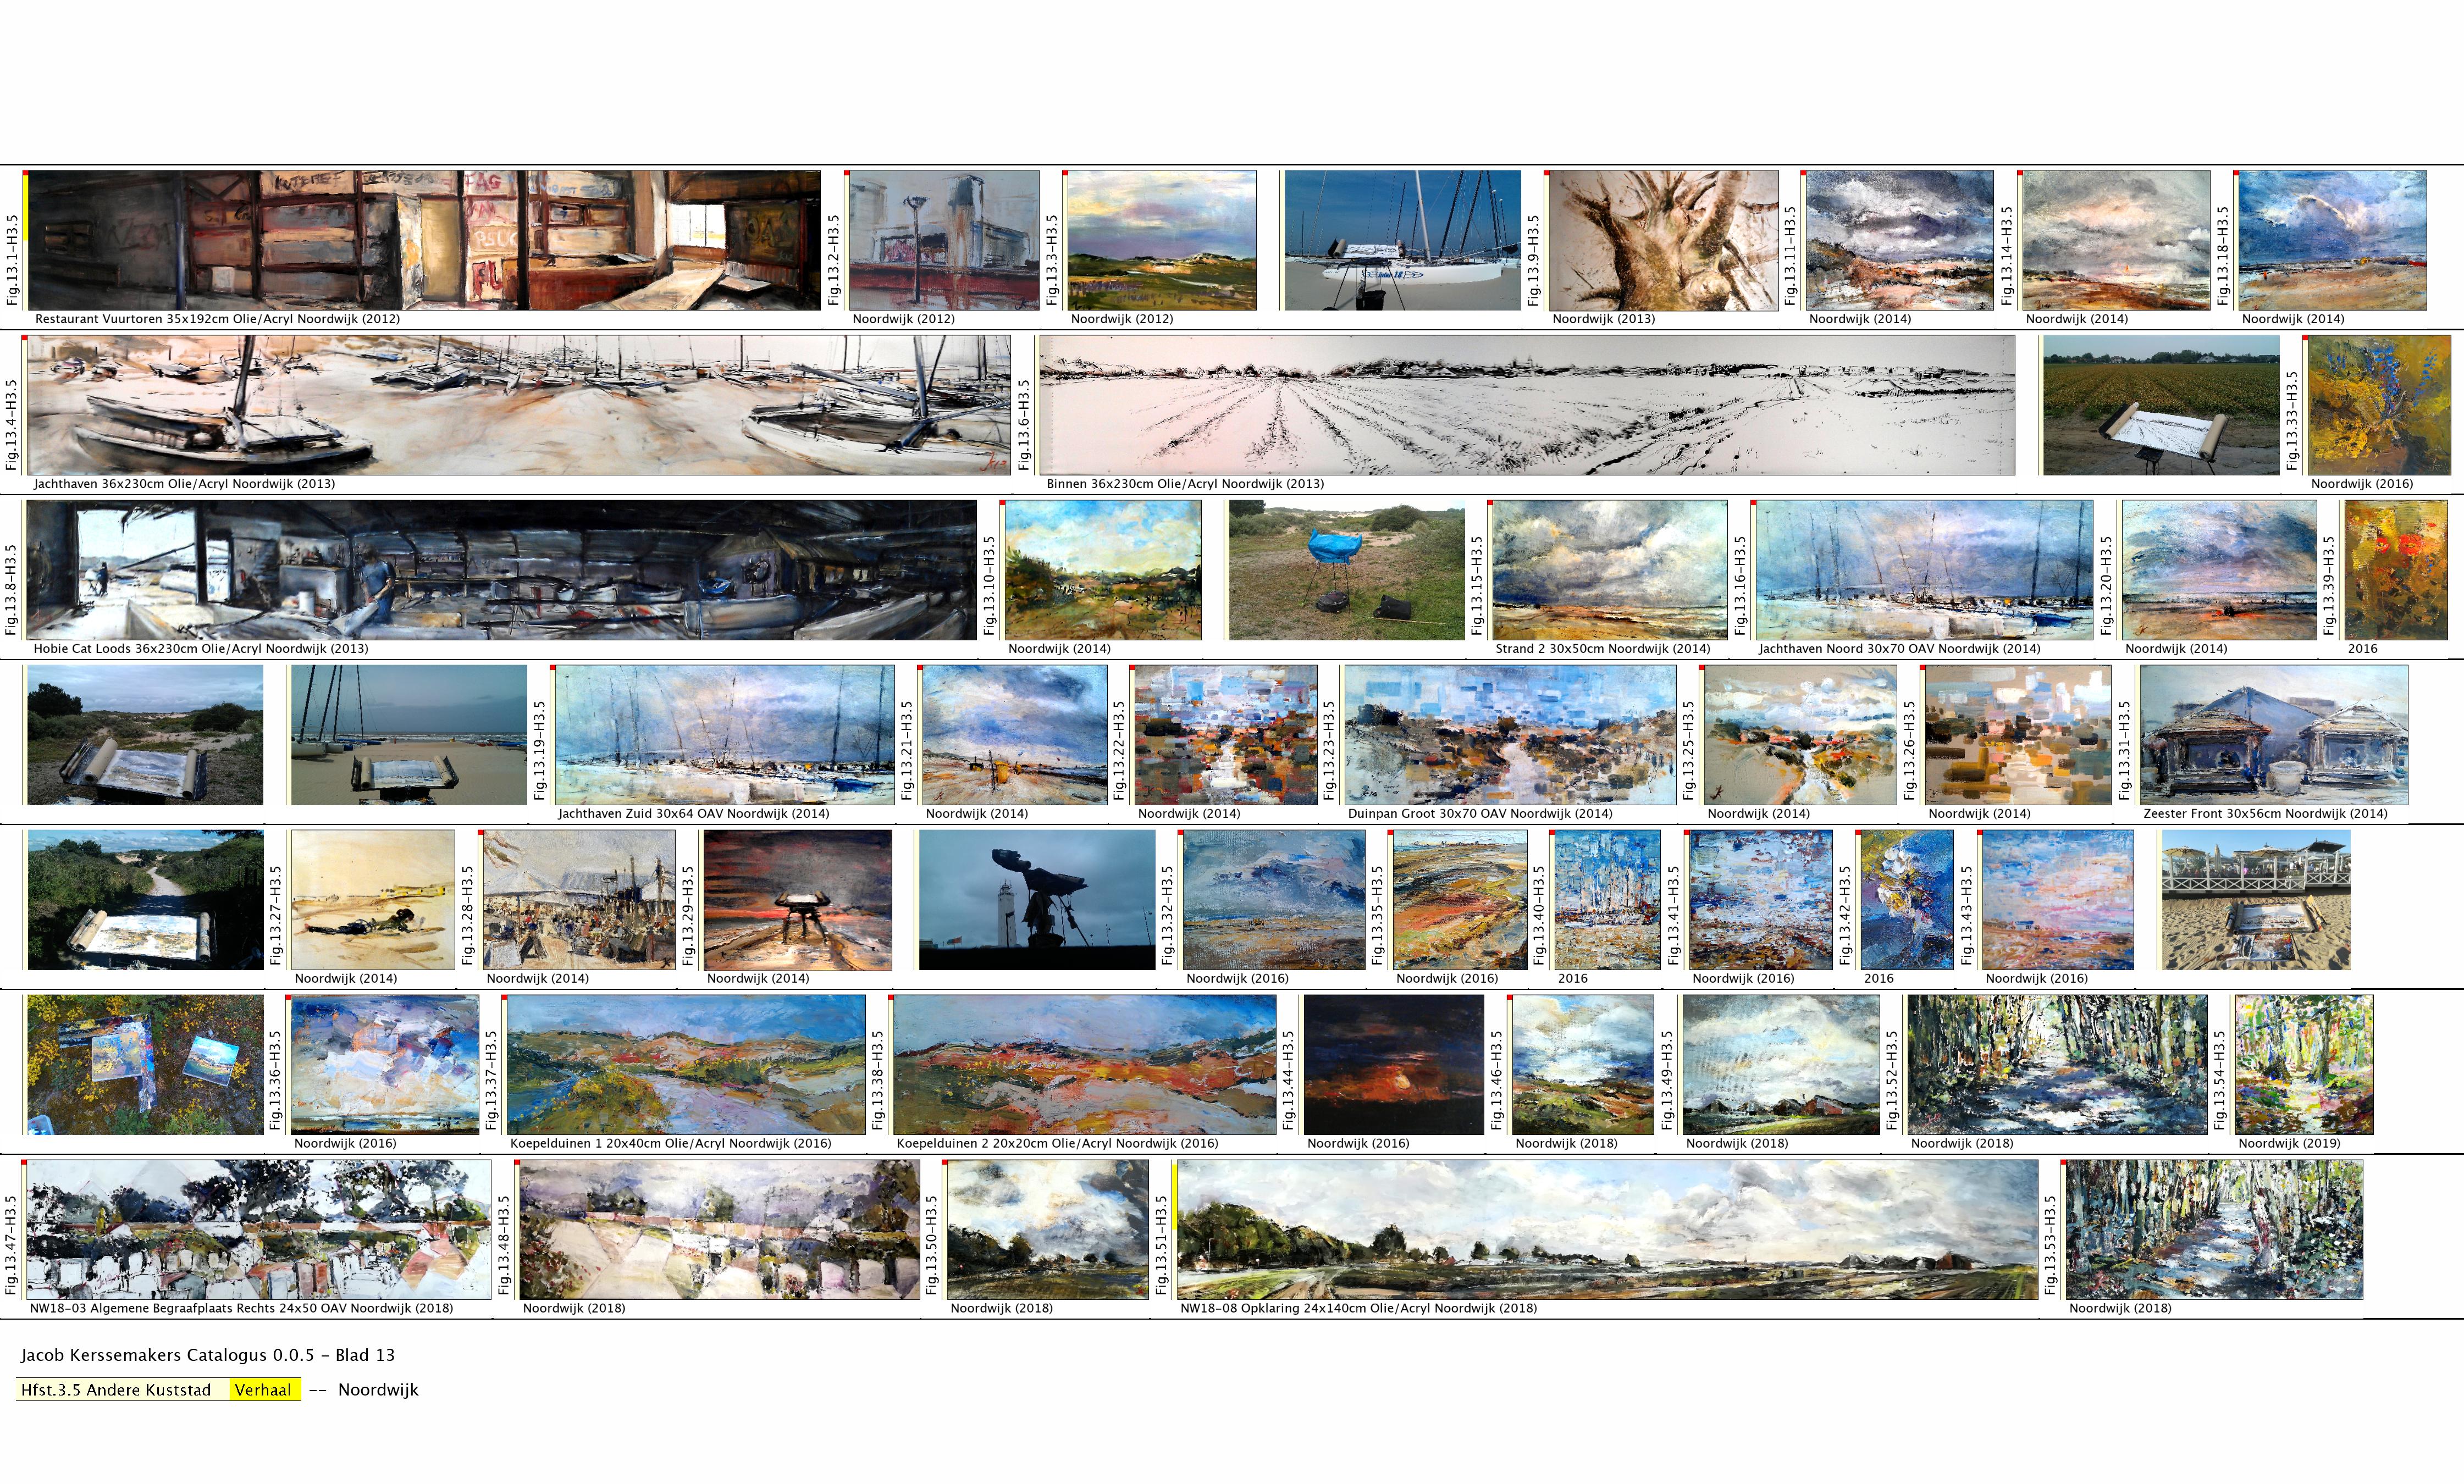 Fig.13.1-H3.5
Restaurant Vuurtoren 35x192cm Olie/Acryl Noordwijk (2012)
Fig.13.2-H3.5
Noordwijk (2012)
Fig.13.3-H3.5
Noordwijk (2012)
Fig.13.9-H3.5
Noordwijk (2013)
Fig.13.11-H3.5
Noordwijk (2014)
Fig.13.14-H3.5
Noordwijk (2014)
Fig.13.18-H3.5
Noordwijk (2014)
Fig.13.4-H3.5
Jachthaven 36x230cm Olie/Acryl Noordwijk (2013)
Fig.13.6-H3.5
Binnen 36x230cm Olie/Acryl Noordwijk (2013)
Fig.13.33-H3.5
Noordwijk (2016)
Fig.13.8-H3.5
Hobie Cat Loods 36x230cm Olie/Acryl Noordwijk (2013)
Fig.13.10-H3.5
Noordwijk (2014)
Fig.13.15-H3.5
Strand 2 30x50cm Noordwijk (2014)
Fig.13.16-H3.5
Jachthaven Noord 30x70 OAV Noordwijk (2014)
Fig.13.20-H3.5
Noordwijk (2014)
Fig.13.39-H3.5
2016
Fig.13.19-H3.5
Jachthaven Zuid 30x64 OAV Noordwijk (2014)
Fig.13.21-H3.5
Noordwijk (2014)
Fig.13.22-H3.5
Noordwijk (2014)
Fig.13.23-H3.5
Duinpan Groot 30x70 OAV Noordwijk (2014)
Fig.13.25-H3.5
Noordwijk (2014)
Fig.13.26-H3.5
Noordwijk (2014)
Fig.13.31-H3.5
Zeester Front 30x56cm Noordwijk (2014)
Fig.13.27-H3.5
Noordwijk (2014)
Fig.13.28-H3.5
Noordwijk (2014)
Fig.13.29-H3.5
Noordwijk (2014)
Fig.13.32-H3.5
Noordwijk (2016)
Fig.13.35-H3.5
Noordwijk (2016)
Fig.13.40-H3.5
2016
Fig.13.41-H3.5
Noordwijk (2016)
Fig.13.42-H3.5
2016
Fig.13.43-H3.5
Noordwijk (2016)
Fig.13.36-H3.5
Noordwijk (2016)
Fig.13.37-H3.5
Koepelduinen 1 20x40cm Olie/Acryl Noordwijk (2016)
Fig.13.38-H3.5
Koepelduinen 2 20x20cm Olie/Acryl Noordwijk (2016)
Fig.13.44-H3.5
Noordwijk (2016)
Fig.13.46-H3.5
Noordwijk (2018)
Fig.13.49-H3.5
Noordwijk (2018)
Fig.13.52-H3.5
Noordwijk (2018)
Fig.13.54-H3.5
Noordwijk (2019)
Fig.13.47-H3.5
NW18-03 Algemene Begraafplaats Rechts 24x50 OAV Noordwijk (2018)
Fig.13.48-H3.5
Noordwijk (2018)
Fig.13.50-H3.5
Noordwijk (2018)
Fig.13.51-H3.5
NW18-08 Opklaring 24x140cm Olie/Acryl Noordwijk (2018)
Fig.13.53-H3.5
Noordwijk (2018)
Jacob Kerssemakers Catalogus 0.0.5 - Blad 13
Hfst.3.5 Andere Kuststad Verhaal -- Noordwijk